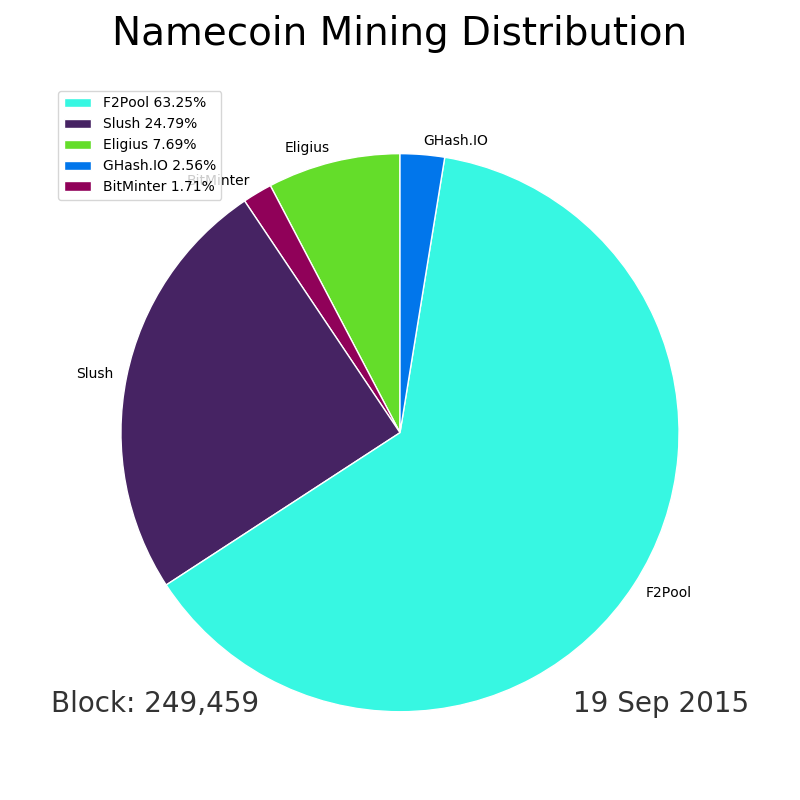 Namecoin Mining Distribution
F2Pool 63.25%
Slush 24.79%
Eligius 7.69%
GHash.IO 2.56%
BitMinter 1.71%
GHash.IO
Eligius
BitMinter
Slush
F2Pool
Block: 249,459
19 Sep 2015